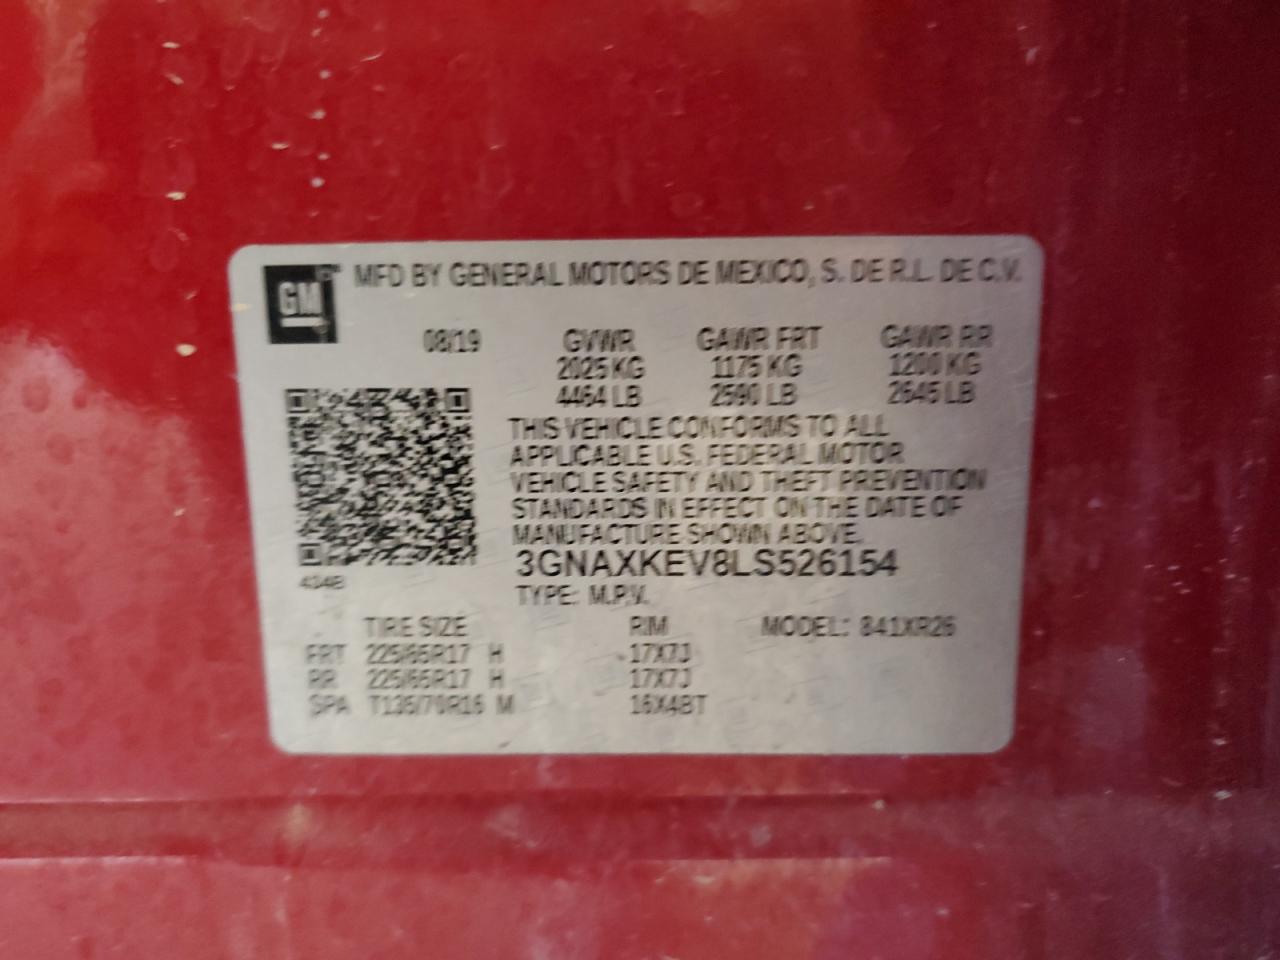 GM MFD BY GENERAL MOTORS DE MEXICO, S. DE R.L. DE C.V.
08/19 GVWR GAWR FRT GAWR RR
2025 KG 1175 KG 1200 KG
4464 LB 2590 LB 2645 LB
THIS VEHICLE CONFORMS TO ALL
APPLICABLE U.S. FEDERAL MOTOR
VEHICLE SAFETY AND THEFT PREVENTION
STANDARDS IN EFFECT ON THE DATE OF
MANUFACTURE SHOWN ABOVE.
3GNAXKEV8LS526154
TYPE: M.P.V.
TIRE SIZE RIM MODEL: 841XR26
FRT 225/65R17 H 17X7J
RR 225/65R17 H 17X7J
SPA T135/70R16 M 16X4BT